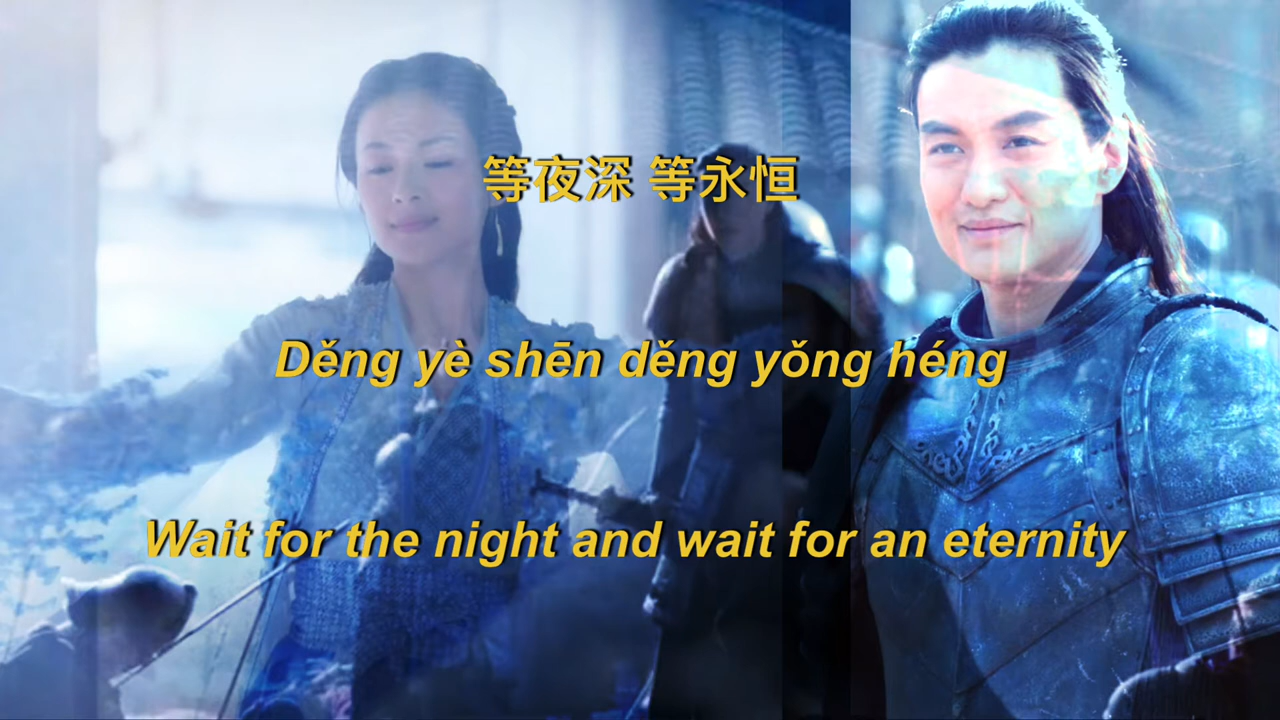 等夜深 等永恒
Děng yè shēn děng yǒng héng
Wait for the night and wait for an eternity